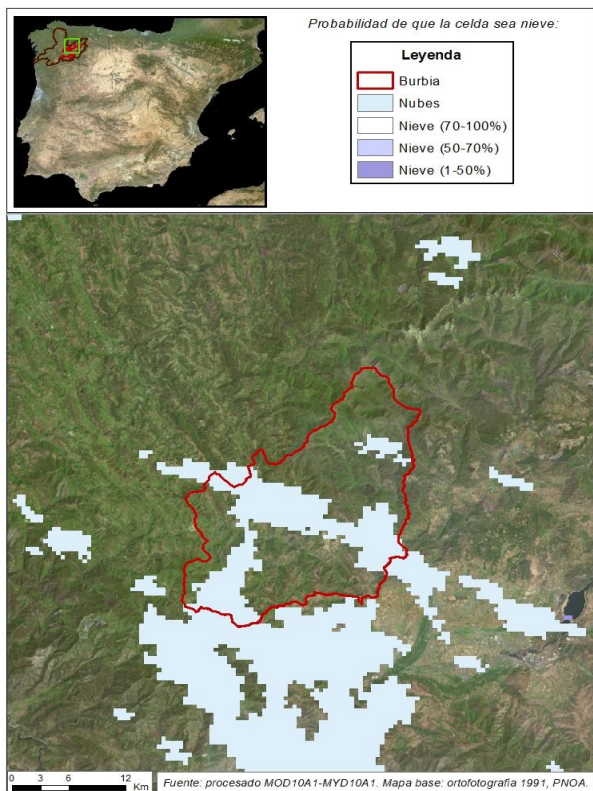 Probabilidad de que la celda sea nieve:
Leyenda
Burbia
Nubes
Nieve (70-100%)
Nieve (50-70%)
Nieve (1-50%)
0 3 6 12
Km
Fuente: procesado MOD10A1-MYD10A1. Mapa base: ortofotografia 1991, PNOA.